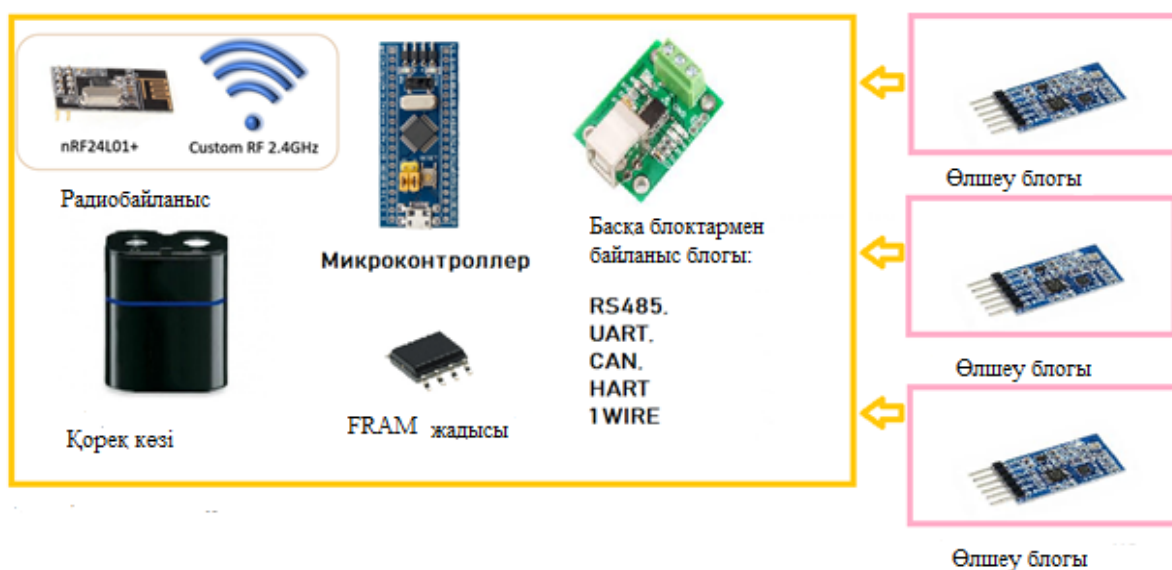 nRF24L01+
Custom RF 2.4GHz
Радиобайланыс
Микроконтроллер
Қорек көзі
FRAM жадысы
Басқа блоктармен
байланыс блогы:
RS485,
UART,
CAN,
HART
1WIRE
Өлшеу блогы
Өлшеу блогы
Өлшеу блогы